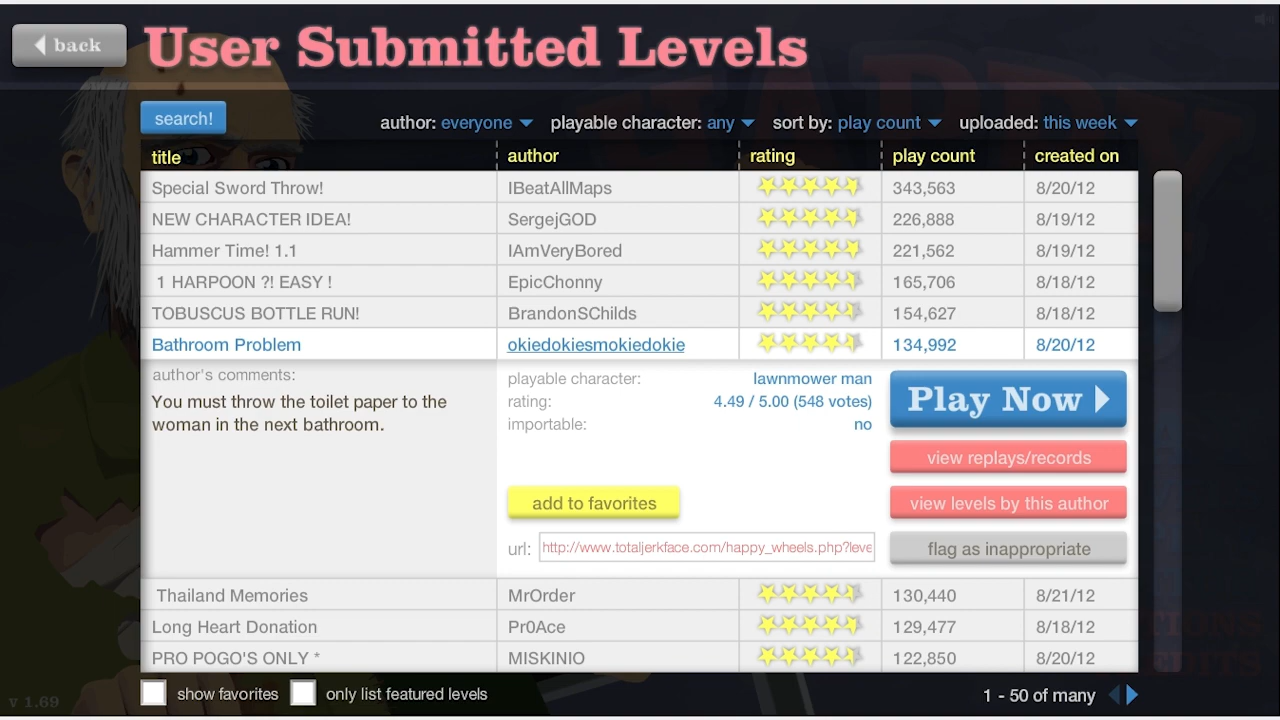 back
User Submitted Levels
search!
author: everyone playable character: any sort by: play count uploaded: this week
title author rating play count created on
Special Sword Throw! IBeatAllMaps 343,563 8/20/12
NEW CHARACTER IDEA! SergejGOD 226,888 8/19/12
Hammer Time! 1.1 IAmVeryBored 221,562 8/19/12
1 HARPOON ?! EASY ! EpicChonny 165,706 8/18/12
TOBUSCUS BOTTLE RUN! BrandonSChilds 154,627 8/18/12
Bathroom Problem okiedokiesmokiedokie 134,992 8/20/12
author's comments:
You must throw the toilet paper to the
woman in the next bathroom.
playable character: lawnmower man
rating: 4.49 / 5.00 (548 votes)
importable: no
add to favorites
url: http://www.totaljerkface.com/happy_wheels.php?leve
Play Now
view replays/records
view levels by this author
flag as inappropriate
Thailand Memories MrOrder 130,440 8/21/12
Long Heart Donation Pr0Ace 129,477 8/18/12
PRO POGO'S ONLY * MISKINIO 122,850 8/20/12
show favorites only list featured levels 1 - 50 of many
v 1.69